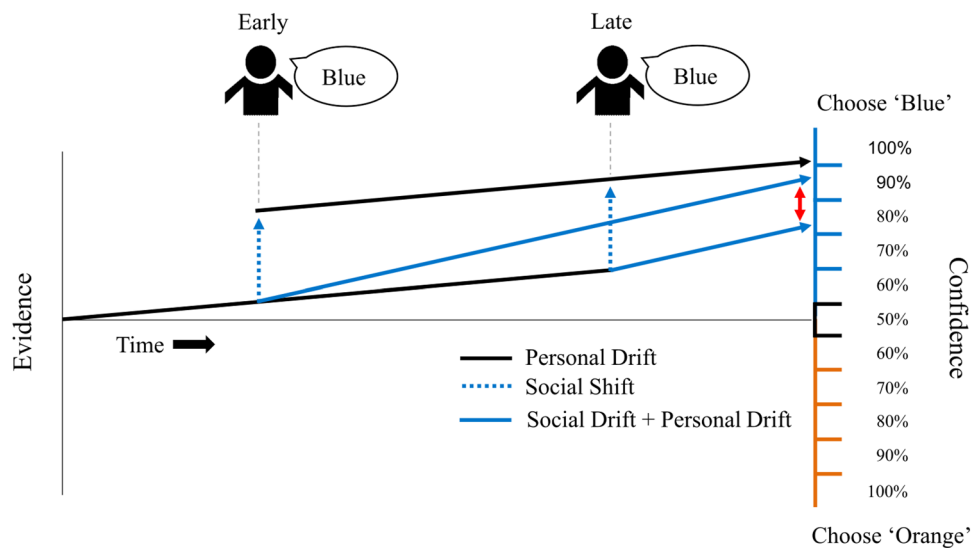 Early
Late
Blue
Blue
Choose ‘Blue’
100%
90%
80%
70%
60%
50%
60%
70%
80%
90%
100%
Evidence
Confidence
Time
Personal Drift
Social Shift
Social Drift + Personal Drift
Choose ‘Orange’